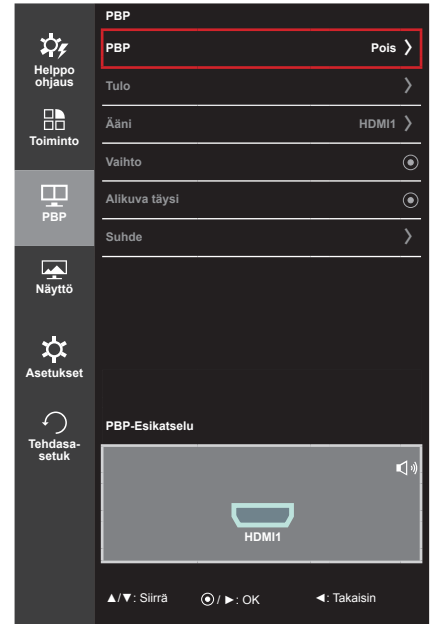 PBP
PBP Pois
Tulo
Ääni HDMI1
Vaihto
Alikuva täysi
Suhde
Helppo
ohjaus
Toiminto
PBP
Näyttö
Asetukset
Tehdasa-
setuk
PBP-Esikatselu
HDMI1
▲/▼: Siirrä ◉ / ►: OK ◄: Takaisin